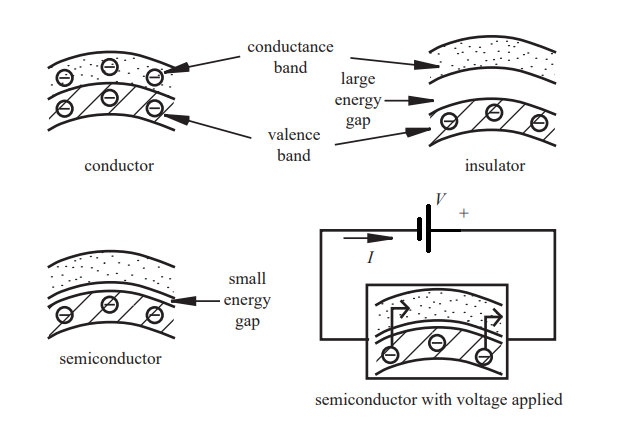 conductance
band
large
energy
gap
valence
band
conductor
insulator
V
+
I
small
energy
gap
semiconductor
semiconductor with voltage applied